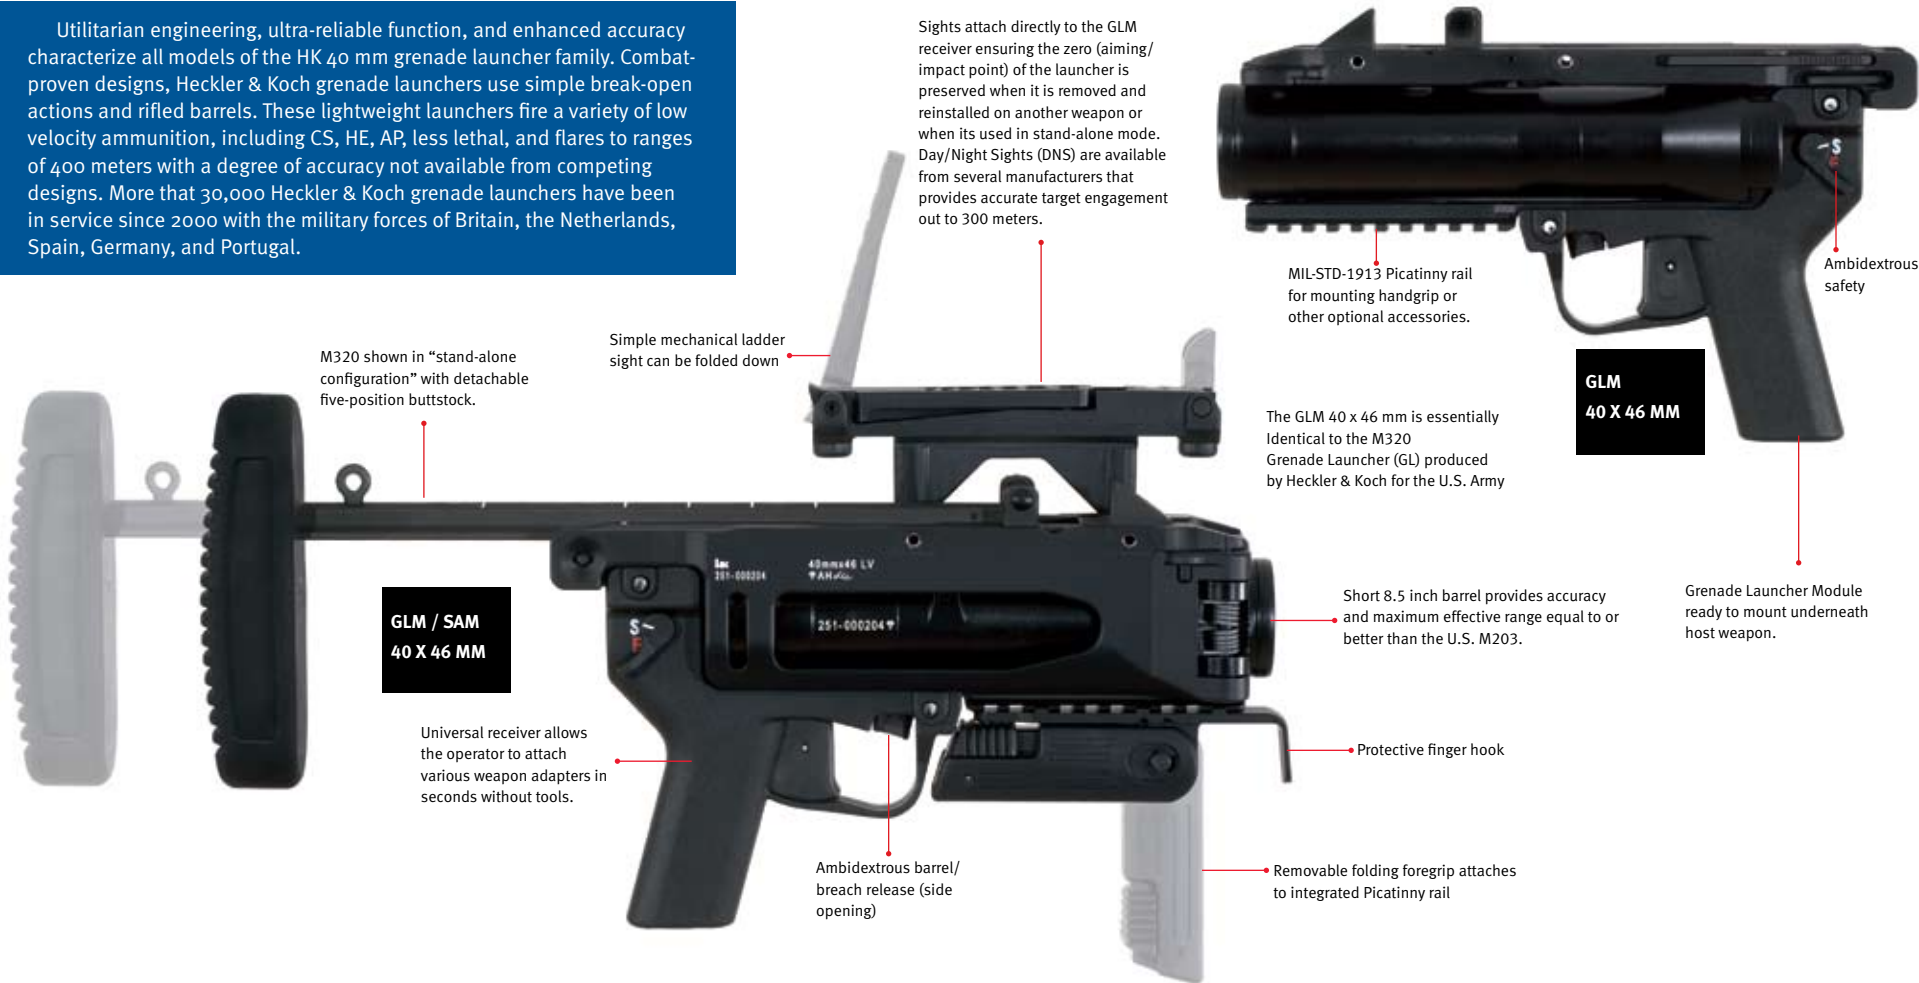 Utilitarian engineering, ultra-reliable function, and enhanced accuracy
characterize all models of the HK 40 mm grenade launcher family. Combat-
proven designs, Heckler & Koch grenade launchers use simple break-open
actions and rifled barrels. These lightweight launchers fire a variety of low
velocity ammunition, including CS, HE, AP, less lethal, and flares to ranges
of 400 meters with a degree of accuracy not available from competing
designs. More that 30,000 Heckler & Koch grenade launchers have been
in service since 2000 with the military forces of Britain, the Netherlands,
Spain, Germany, and Portugal.
Sights attach directly to the GLM
receiver ensuring the zero (aiming/
impact point) of the launcher is
preserved when it is removed and
reinstalled on another weapon or
when its used in stand-alone mode.
Day/Night Sights (DNS) are available
from several manufacturers that
provides accurate target engagement
out to 300 meters.
S
F
Ambidextrous
safety
MIL-STD-1913 Picatinny rail
for mounting handgrip or
other optional accessories.
Simple mechanical ladder
sight can be folded down
M320 shown in “stand-alone
configuration” with detachable
five-position buttstock.
GLM
40 X 46 MM
The GLM 40 x 46 mm is essentially
Identical to the M320
Grenade Launcher (GL) produced
by Heckler & Koch for the U.S. Army
251-000204
40mmx46 LV
251-000204
S
F
GLM / SAM
40 X 46 MM
Short 8.5 inch barrel provides accuracy
and maximum effective range equal to or
better than the U.S. M203.
Grenade Launcher Module
ready to mount underneath
host weapon.
Universal receiver allows
the operator to attach
various weapon adapters in
seconds without tools.
Protective finger hook
Ambidextrous barrel/
breach release (side
opening)
Removable folding foregrip attaches
to integrated Picatinny rail